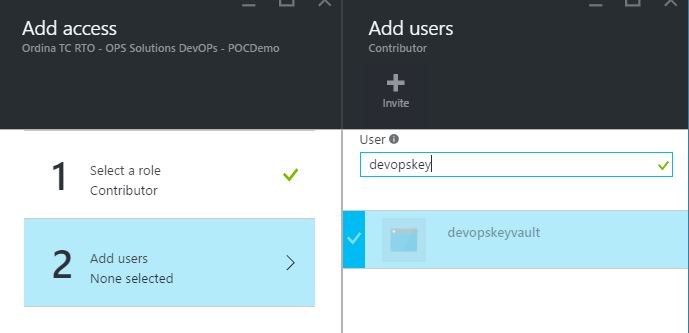 Add access
Ordina TC RTO - OPS Solutions DevOPs - POCDemo
1
Select a role
Contributor
2
Add users
None selected
Add users
Contributor
Invite
User
devopskey
devopskeyvault